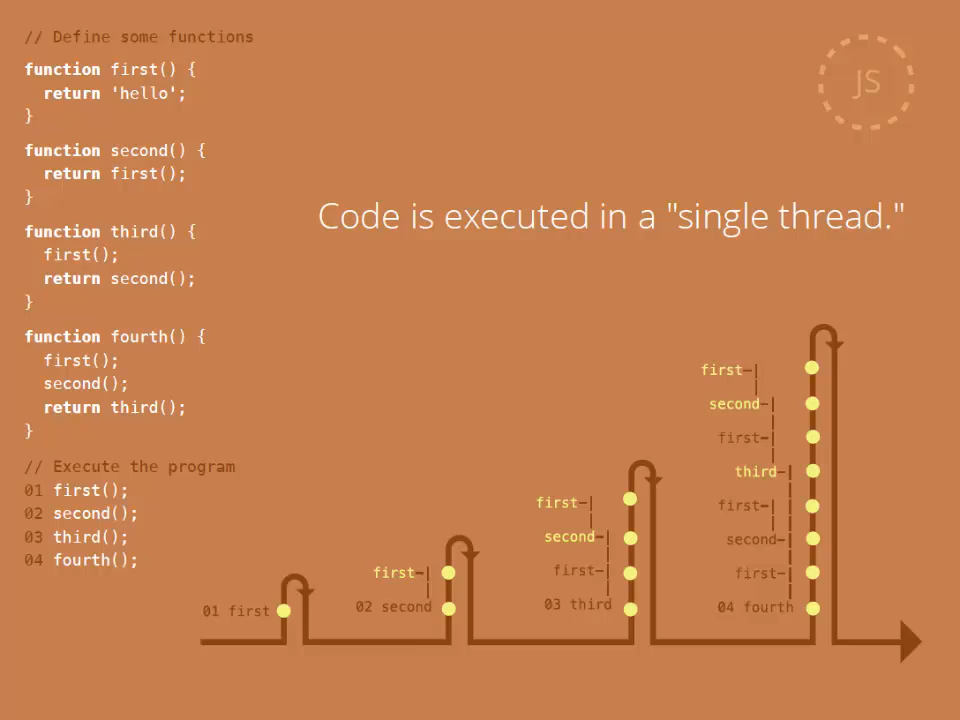 // Define some functions
function first() {
  return 'hello';
}
function second() {
  return first();
}
function third() {
  first();
  return second();
}
function fourth() {
  first();
  second();
  return third();
}
// Execute the program
01 first();
02 second();
03 third();
04 fourth();
JS
Code is executed in a "single thread."
01 first
first
02 second
first
second
first
03 third
first
second
first
third
first
second
first
04 fourth